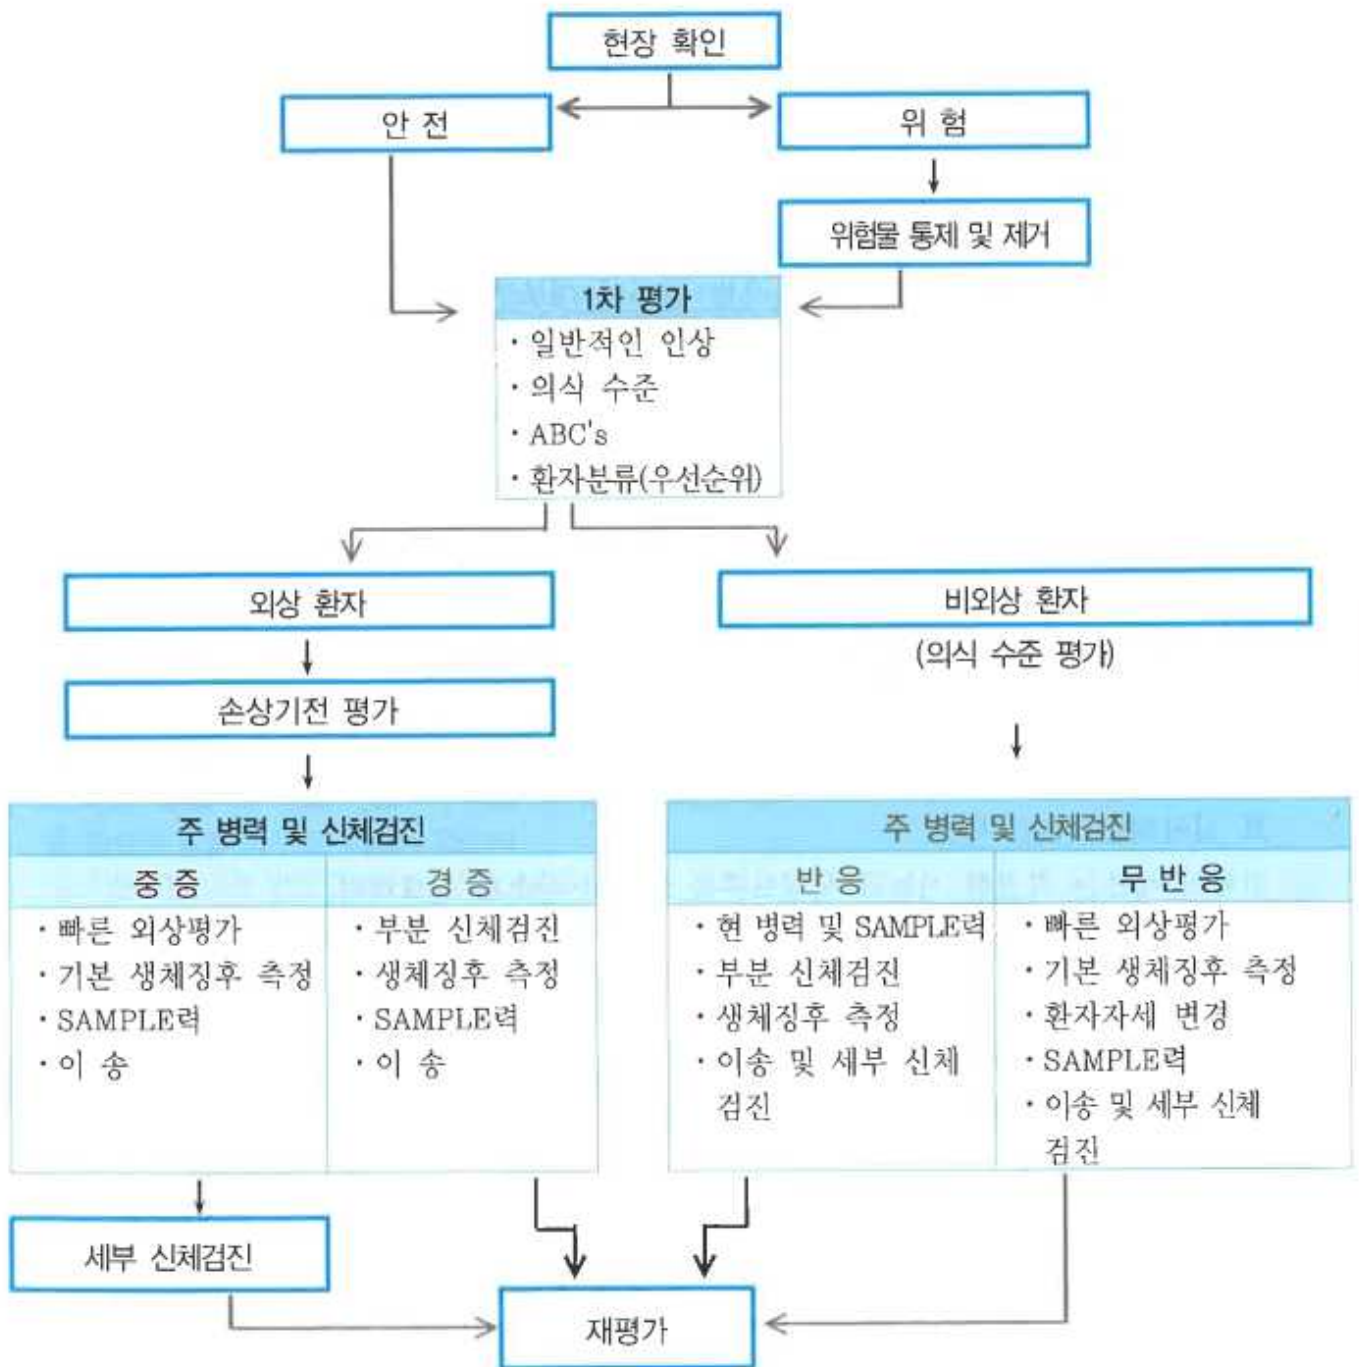 현장 확인
안 전
위 험
위험물 통제 및 제거
1차 평가
· 일반적인 인상
· 의식 수준
· ABC's
· 환자분류(우선순위)
외상 환자
비외상 환자
(의식 수준 평가)
손상기전 평가
주 병력 및 신체검진
중 증
· 빠른 외상평가
· 기본 생체징후 측정
· SAMPLE력
· 이 송
경 증
· 부분 신체검진
· 생체징후 측정
· SAMPLE력
· 이 송
주 병력 및 신체검진
반 응
· 현 병력 및 SAMPLE력
· 부분 신체검진
· 생체징후 측정
· 이송 및 세부 신체
검진
무 반 응
· 빠른 외상평가
· 기본 생체징후 측정
· 환자자세 변경
· SAMPLE력
· 이송 및 세부 신체
검진
세부 신체검진
재평가